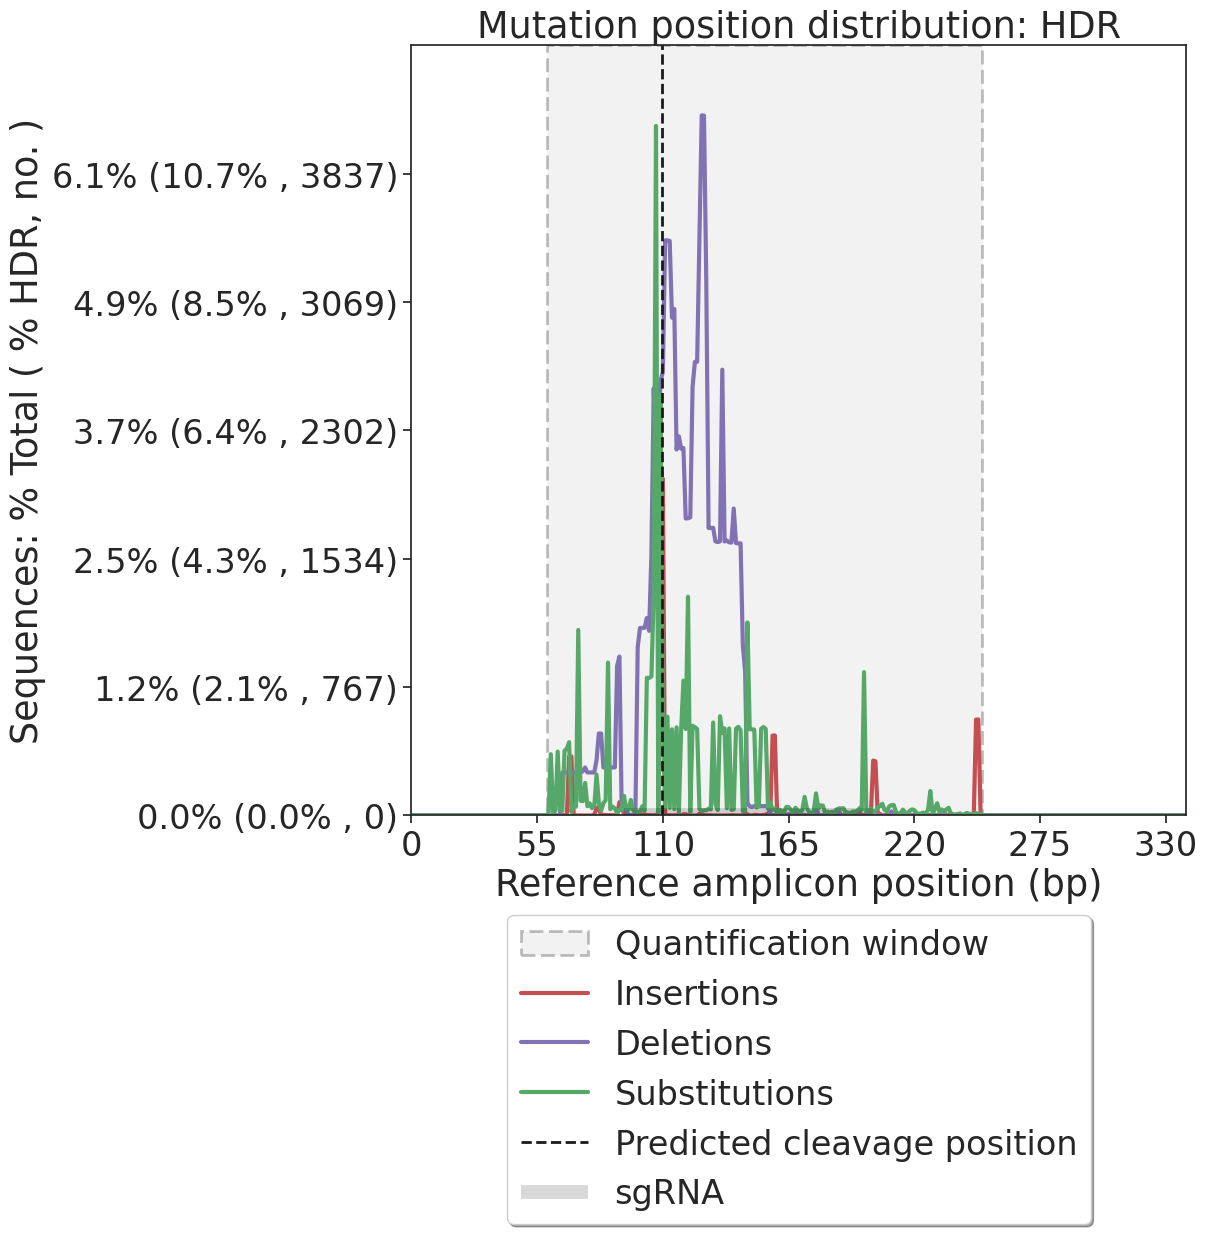 Mutation position distribution: HDR
Sequences: % Total ( % HDR, no. )
6.1% (10.7% , 3837)
4.9% (8.5% , 3069)
3.7% (6.4% , 2302)
2.5% (4.3% , 1534)
1.2% (2.1% , 767)
0.0% (0.0% , 0)
0 55 110 165 220 275 330
Reference amplicon position (bp)
Quantification window
Insertions
Deletions
Substitutions
Predicted cleavage position
sgRNA